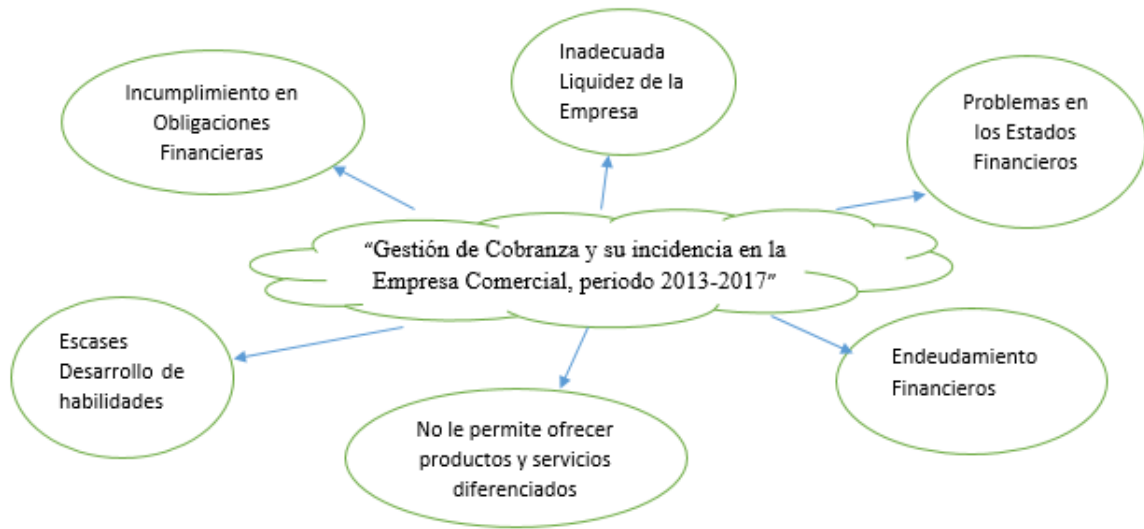 Inadecuada
Liquidez de la
Empresa
Incumplimiento en
Obligaciones
Financieras
Problemas en
los Estados
Financieros
“Gestión de Cobranza y su incidencia en la
Empresa Comercial, periodo 2013-2017”
Escases
Desarrollo de
habilidades
Endeudamiento
Financieros
No le permite ofrecer
productos y servicios
diferenciados